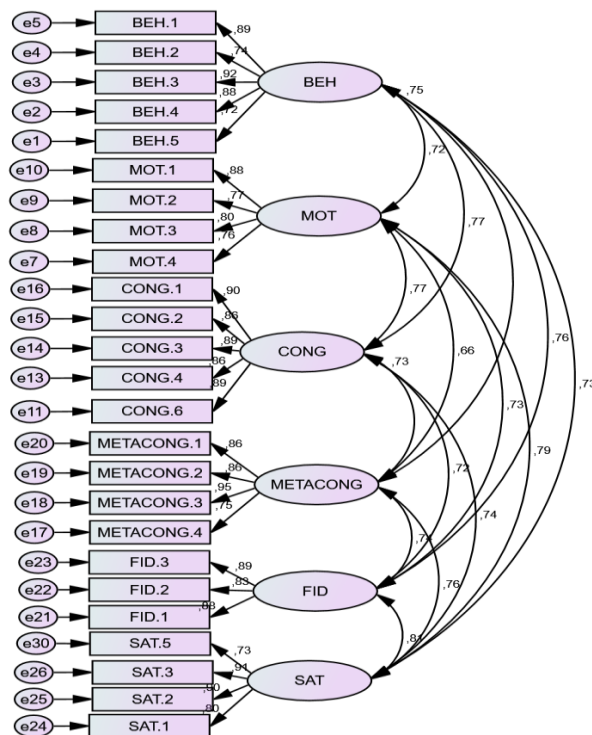 e5 BEH.1 ,89
e4 BEH.2 ,74
e3 BEH.3 ,92 BEH ,75
e2 BEH.4 ,88
e1 BEH.5 ,72
e10 MOT.1 ,88 ,72
e9 MOT.2 ,77
e8 MOT.3 ,80 MOT ,77
e7 MOT.4 ,76
e16 CONG.1 ,90 ,77
e15 CONG.2 ,86
e14 CONG.3 ,89 CONG ,73 ,66 ,76
e13 CONG.4 ,86 ,73
e11 CONG.6 ,89 ,73
e20 METACONG.1 ,86 ,79
e19 METACONG.2 ,86 ,72
e18 METACONG.3 ,95 METACONG
e17 METACONG.4 ,75 ,74
e23 FID.3 ,89
e22 FID.2 ,83 FID ,76
e21 FID.1 ,88
e30 SAT.5 ,73 ,81
e26 SAT.3 ,91 SAT
e25 SAT.2
e24 SAT.1